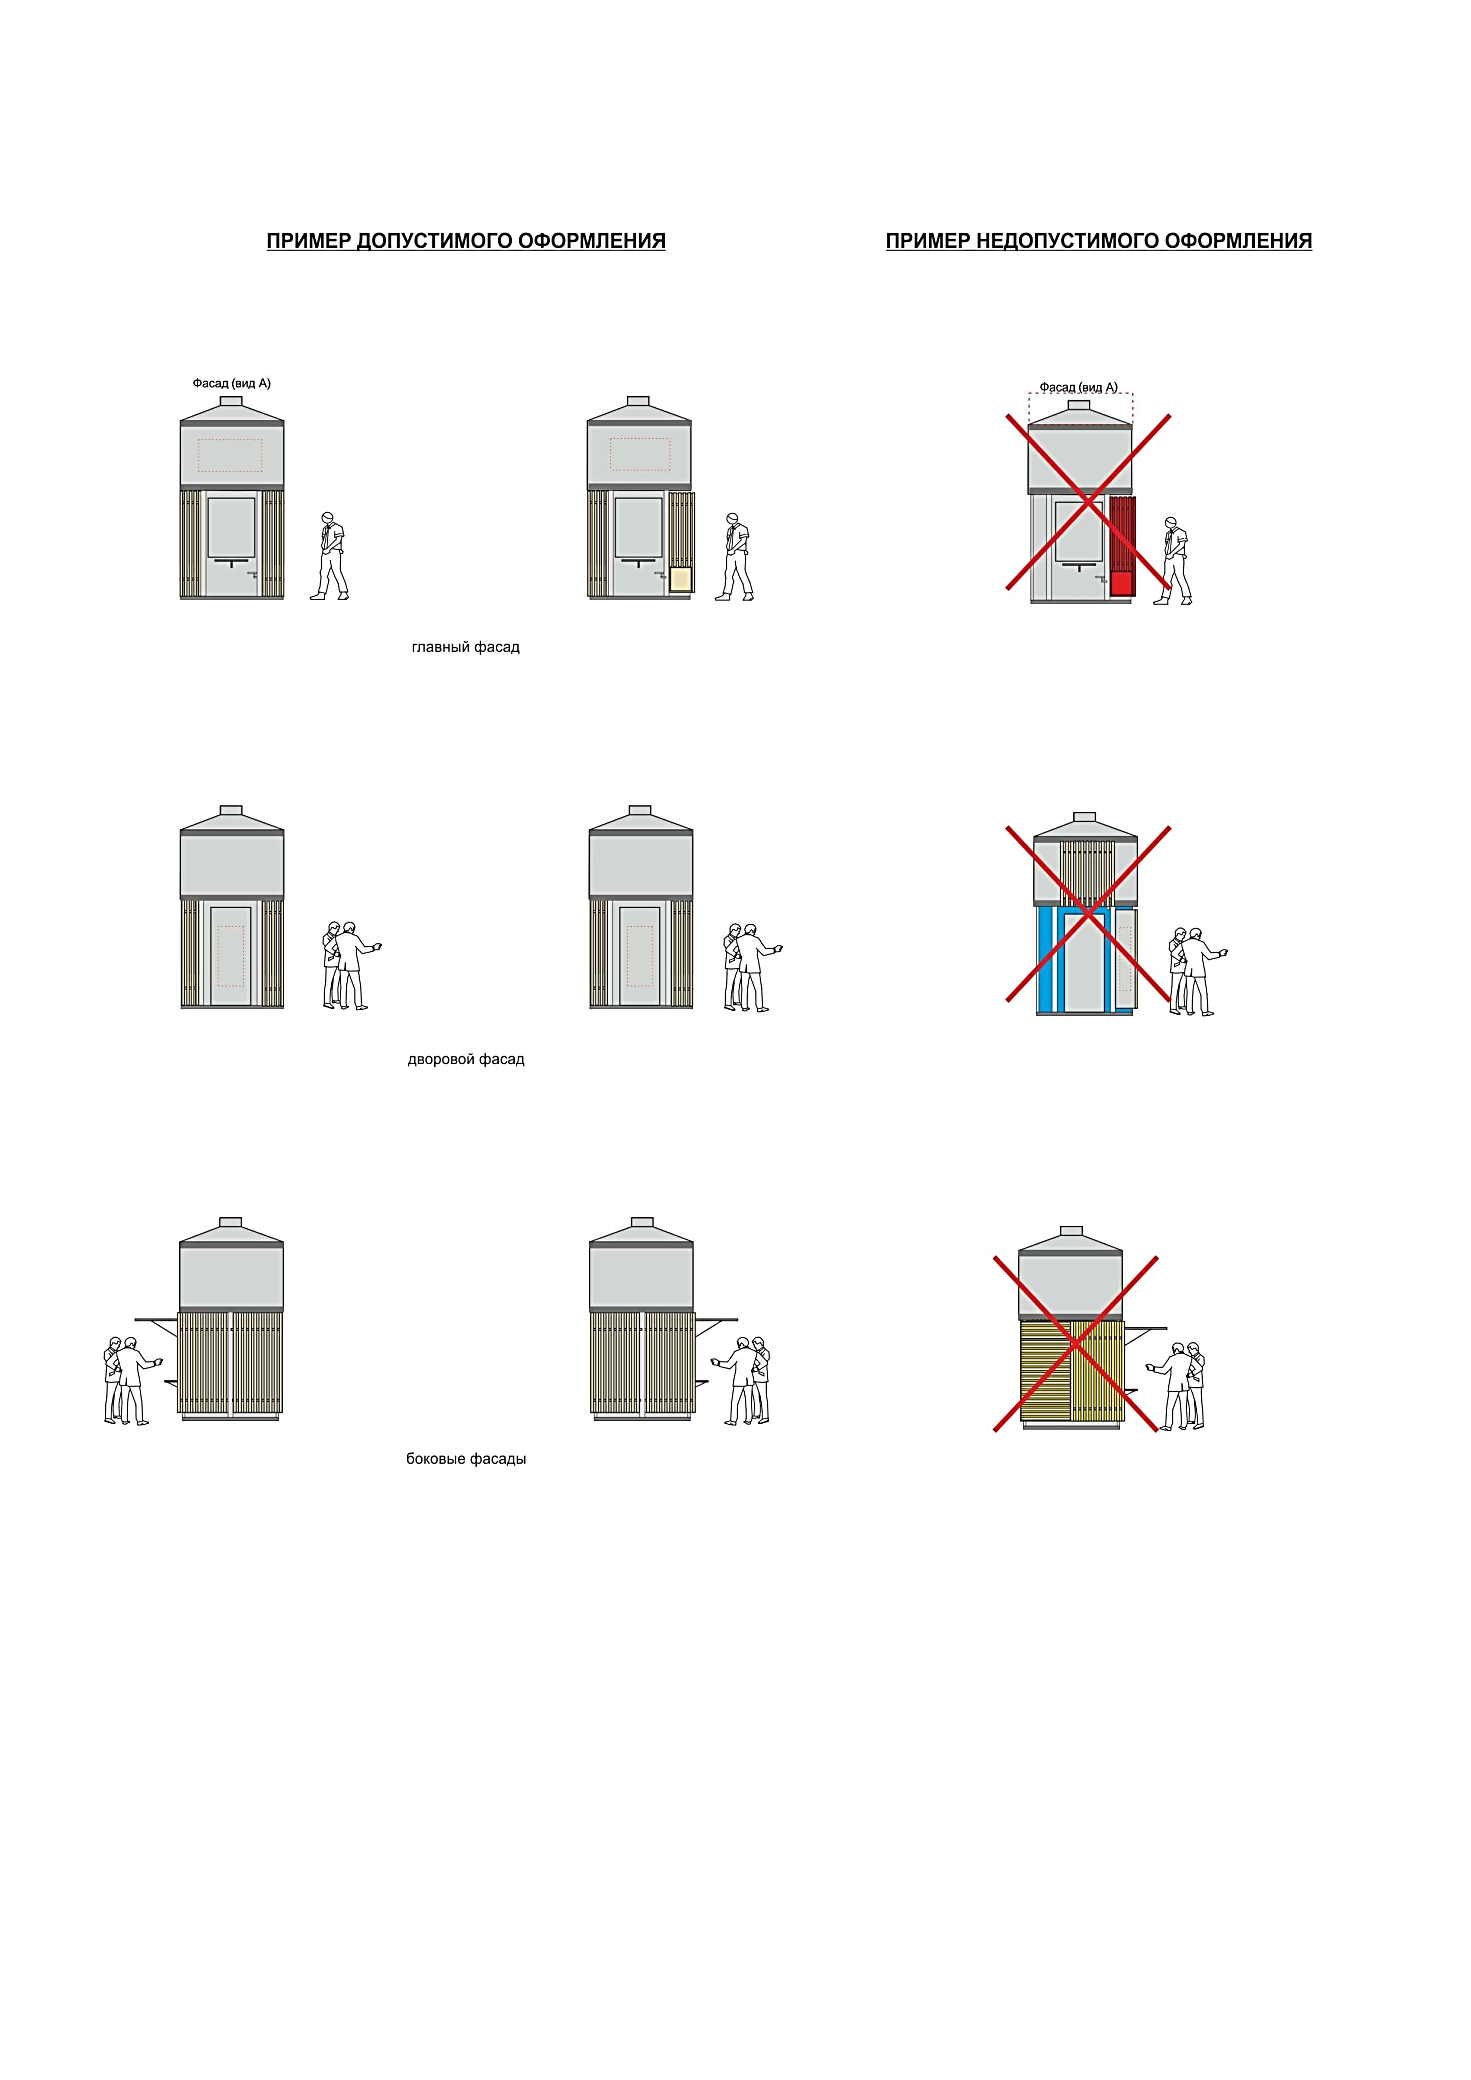 ПРИМЕР ДОПУСТИМОГО ОФОРМЛЕНИЯ
ПРИМЕР НЕДОПУСТИМОГО ОФОРМЛЕНИЯ
Фасад (вид А)
Фасад (вид А)
главный фасад
дворовой фасад
боковые фасады